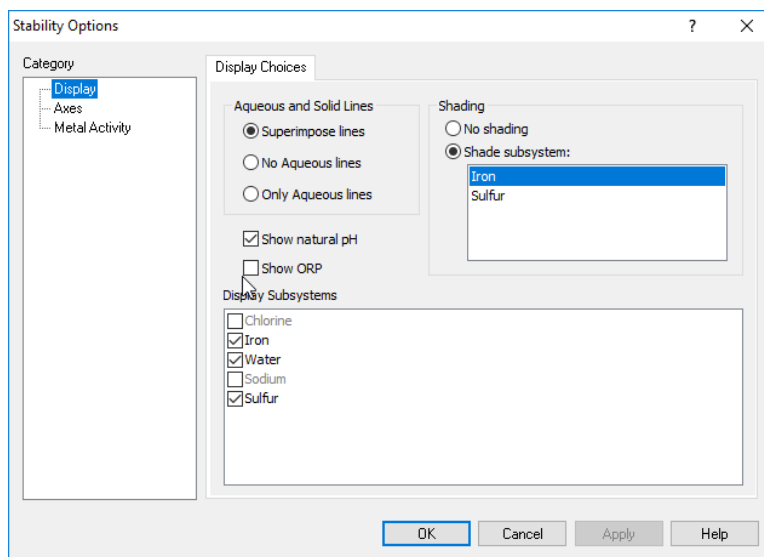 Stability Options
?
Category
Display
Axes
Metal Activity
Display Choices
Aqueous and Solid Lines
Superimpose lines
No Aqueous lines
Only Aqueous lines
Shading
No shading
Shade subsystem:
Iron
Sulfur
Show natural pH
Show ORP
Display Subsystems
Chlorine
Iron
Water
Sodium
Sulfur
OK
Cancel
Apply
Help